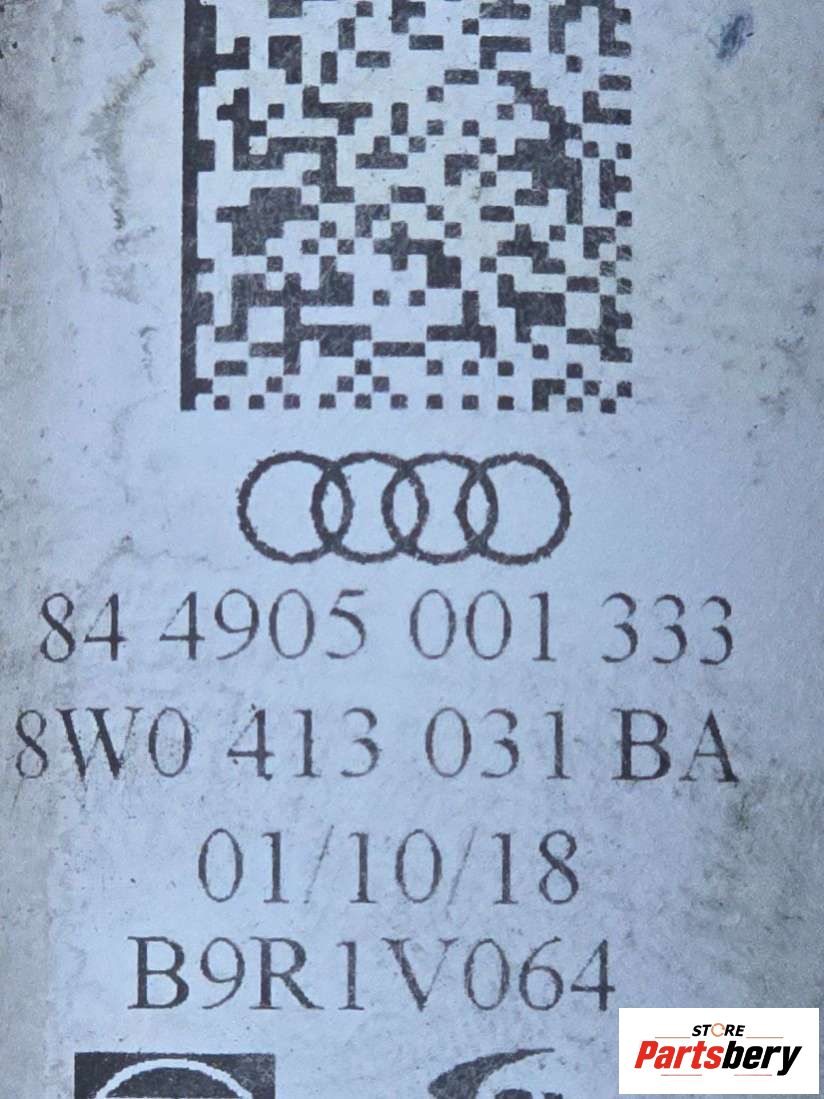 84 4905 001 333
8W0 413 031 BA
01/10/18
B9R1V064
STORE
Partsbery